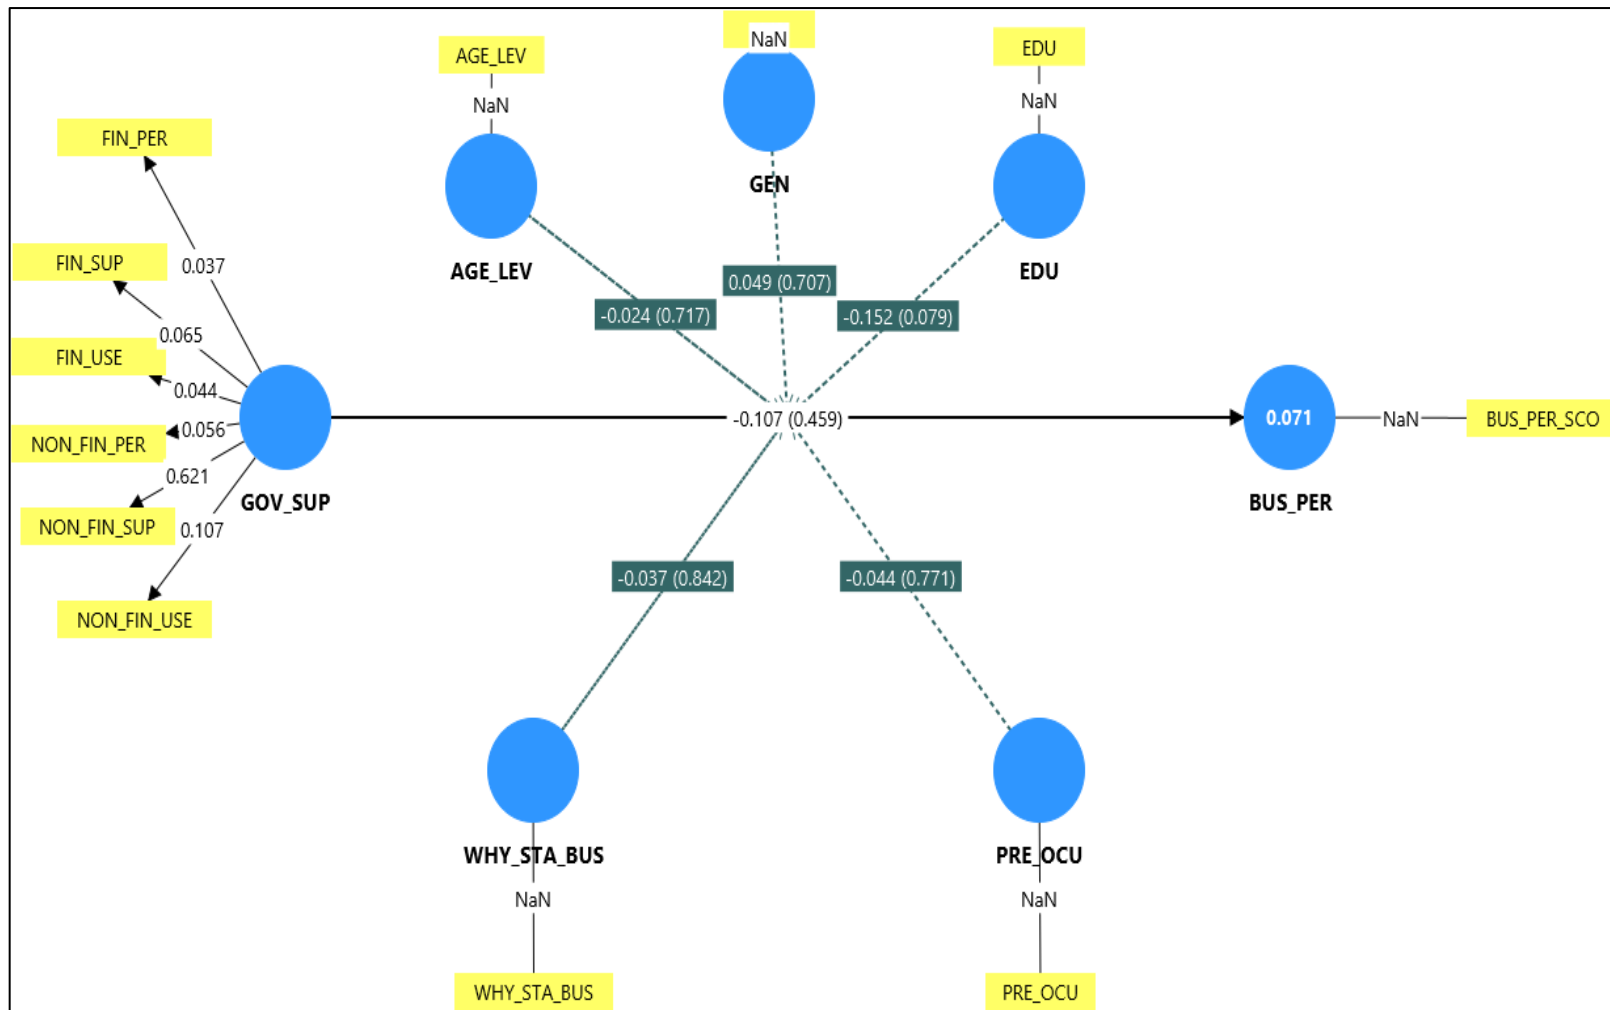 NaN
AGE_LEV
EDU
NaN
NaN
FIN_PER
GEN
FIN_SUP
0.037
AGE_LEV
EDU
0.049 (0.707)
-0.024 (0.717)
-0.152 (0.079)
0.065
FIN_USE
0.044
-0.107 (0.459)
0.071
NaN
BUS_PER_SCO
0.056
NON_FIN_PER
0.621
GOV_SUP
BUS_PER
NON_FIN_SUP
0.107
-0.037 (0.842)
-0.044 (0.771)
NON_FIN_USE
WHY_STA_BUS
PRE_OCU
NaN
NaN
WHY_STA_BUS
PRE_OCU